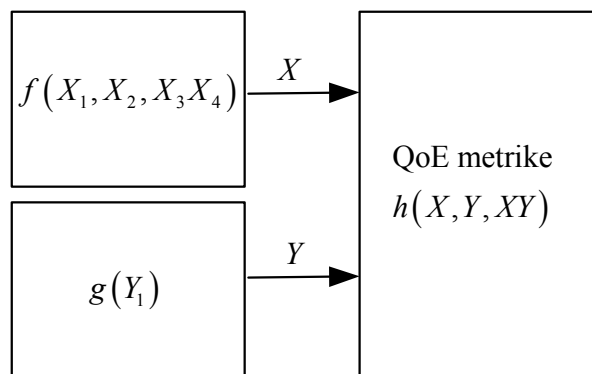 f(X₁, X₂, X₃X₄)
X
g(Y₁)
Y
QoE metrike
h(X, Y, XY)